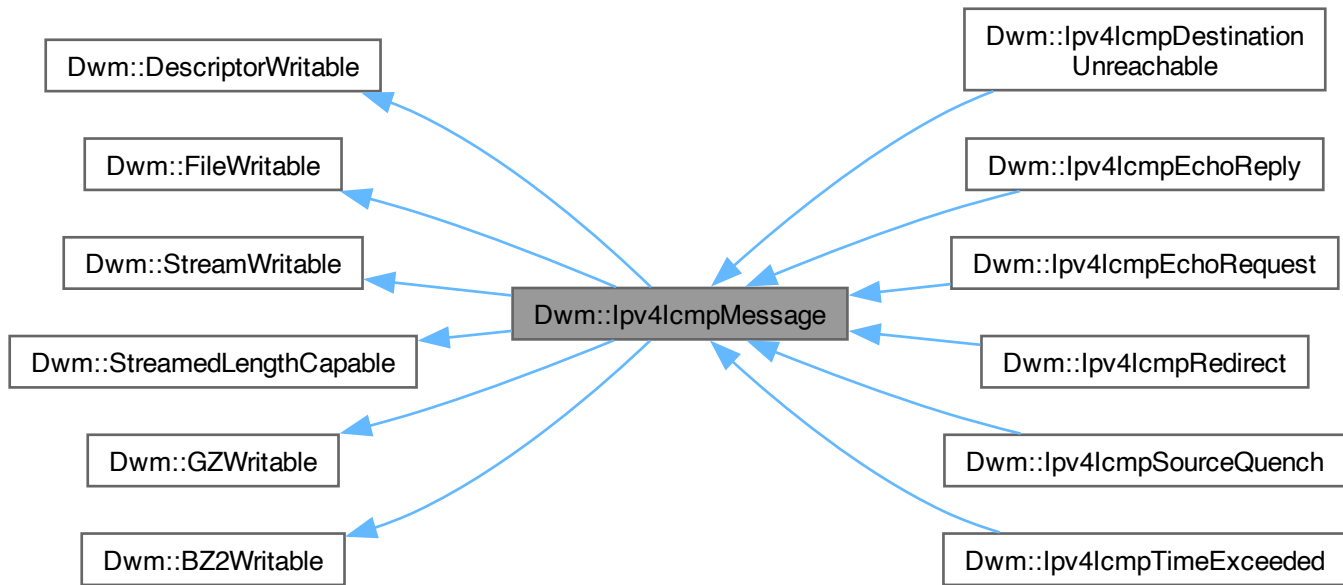 Dwm::DescriptorWritable
Dwm::FileWritable
Dwm::StreamWritable
Dwm::StreamedLengthCapable
Dwm::GZWritable
Dwm::BZ2Writable
Dwm::Ipv4IcmpMessage
Dwm::Ipv4IcmpDestination
Unreachable
Dwm::Ipv4IcmpEchoReply
Dwm::Ipv4IcmpEchoRequest
Dwm::Ipv4IcmpRedirect
Dwm::Ipv4IcmpSourceQuench
Dwm::Ipv4IcmpTimeExceeded